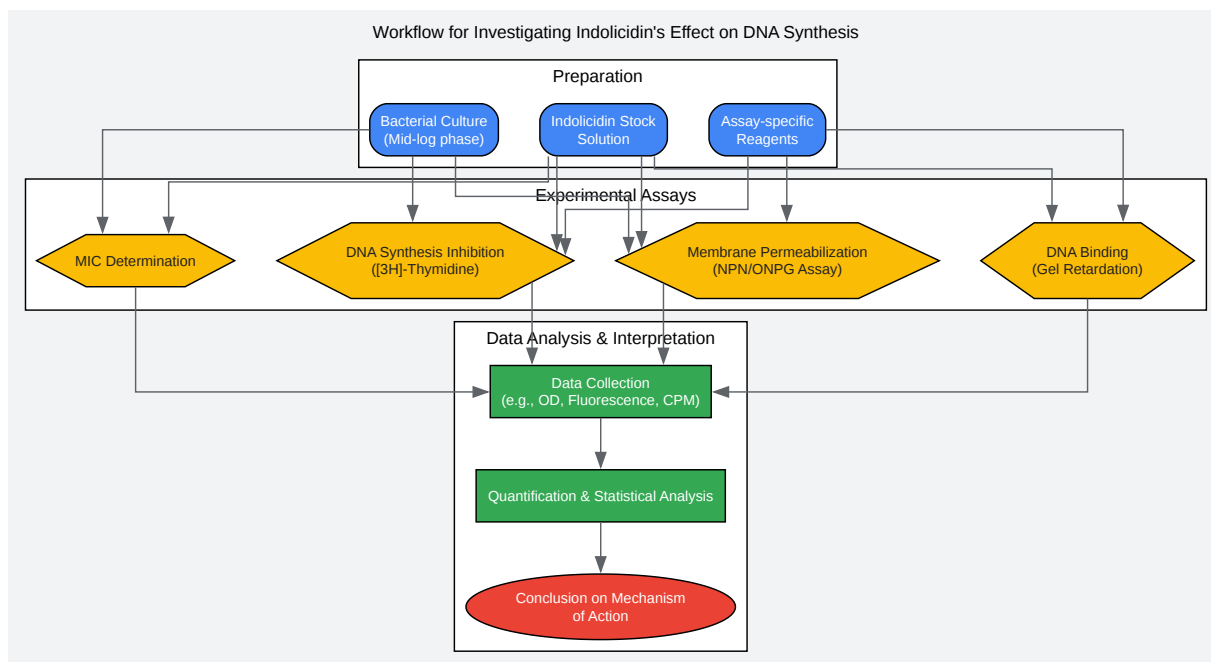 Workflow for Investigating Indolicidin's Effect on DNA Synthesis
Preparation
Bacterial Culture
(Mid-log phase)
Indolicidin Stock
Solution
Assay-specific
Reagents
Experimental Assays
MIC Determination
DNA Synthesis Inhibition
([3H]-Thymidine)
Membrane Permeabilization
(NPN/ONPG Assay)
DNA Binding
(Gel Retardation)
Data Analysis & Interpretation
Data Collection
(e.g., OD, Fluorescence, CPM)
Quantification & Statistical Analysis
Conclusion on Mechanism
of Action